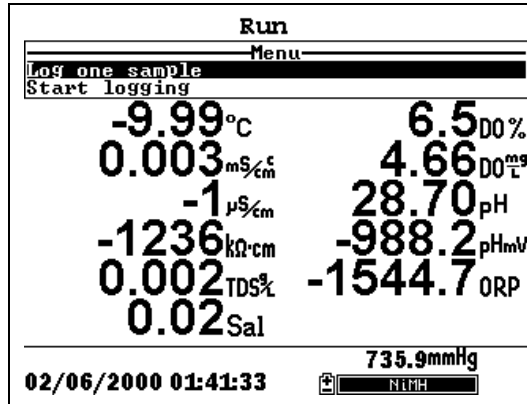 Run
Menu
Log one sample
Start logging
-9.99°C 6.5DO %
0.003mS/cmᶜ 4.66DO mg/L
-1µS/cm 28.70pH
-1236kΩ·cm -988.2pHmV
0.002TDS g/L -1544.7ORP
0.02Sal
735.9mmHg
02/06/2000 01:41:33 NiMH